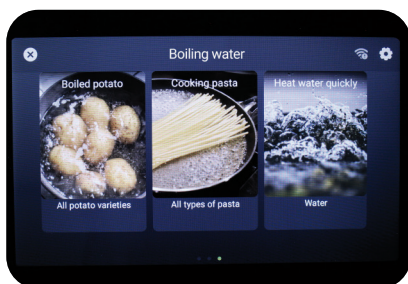 Boiling water
Boiled potato
Cooking pasta
Heat water quickly
All potato varieties
All types of pasta
Water